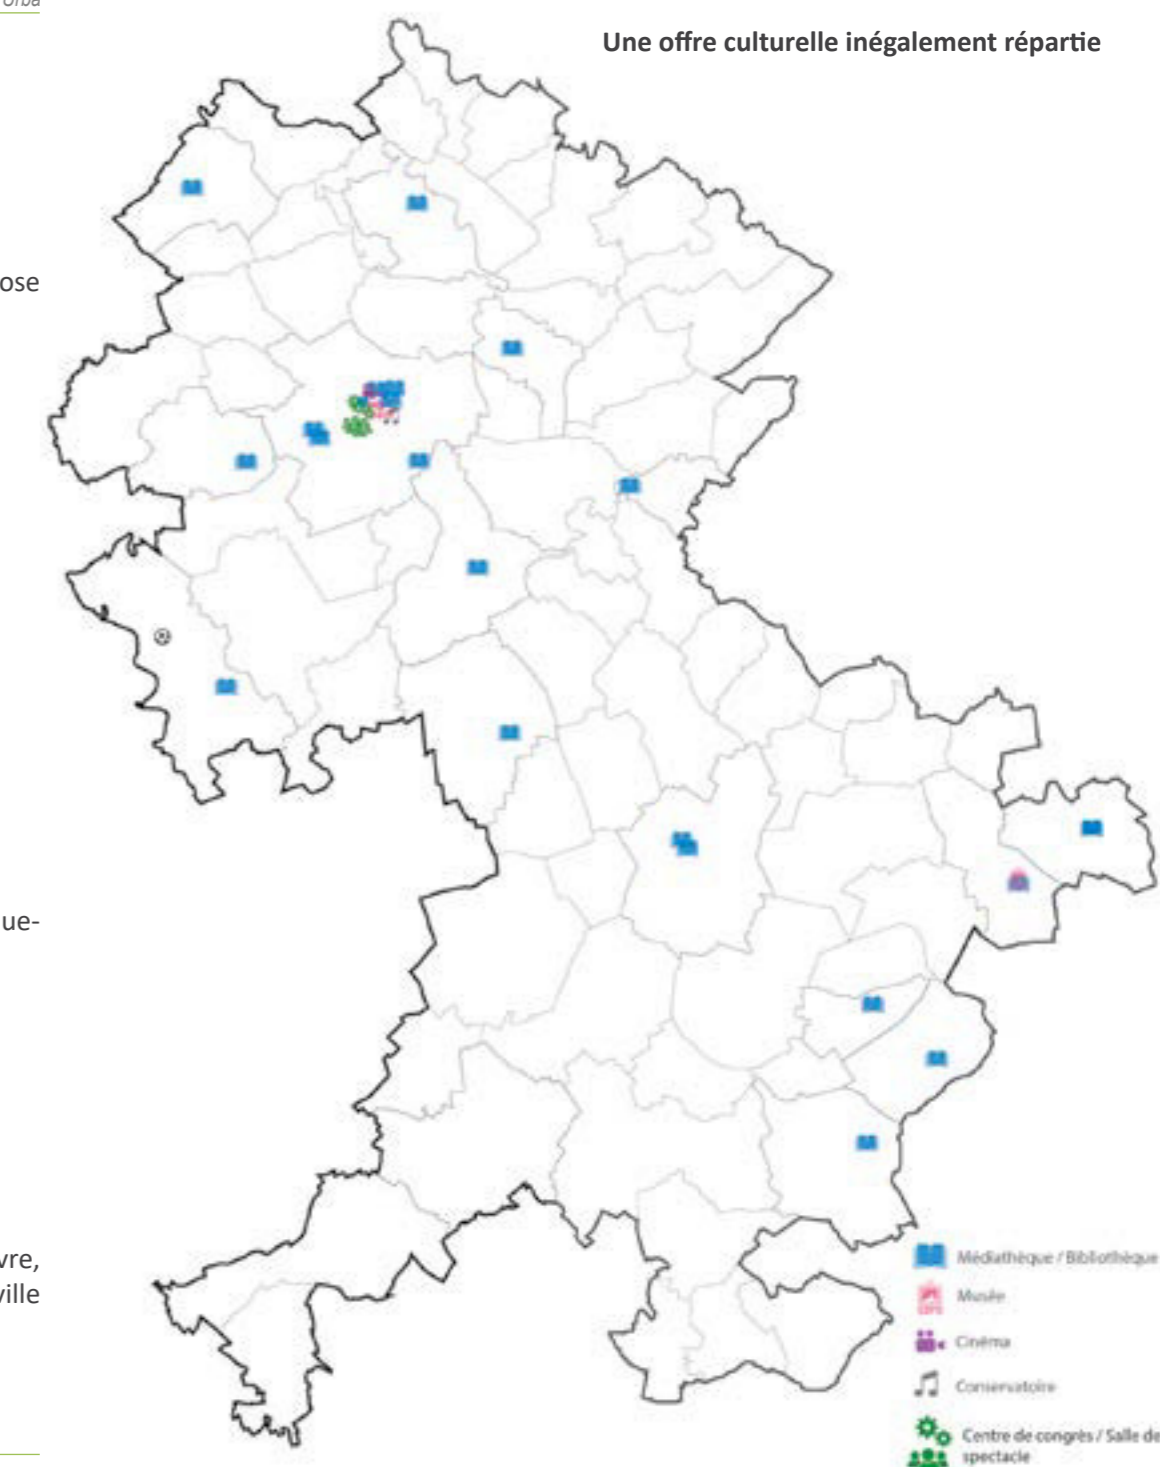 Urba
Une offre culturelle inégalement répartie
ose
ue-
vre,
ville
Médiathèque / Bibliothèque
Musée
Cinéma
Conservatoire
Centre de congrès / Salle de
spectacle